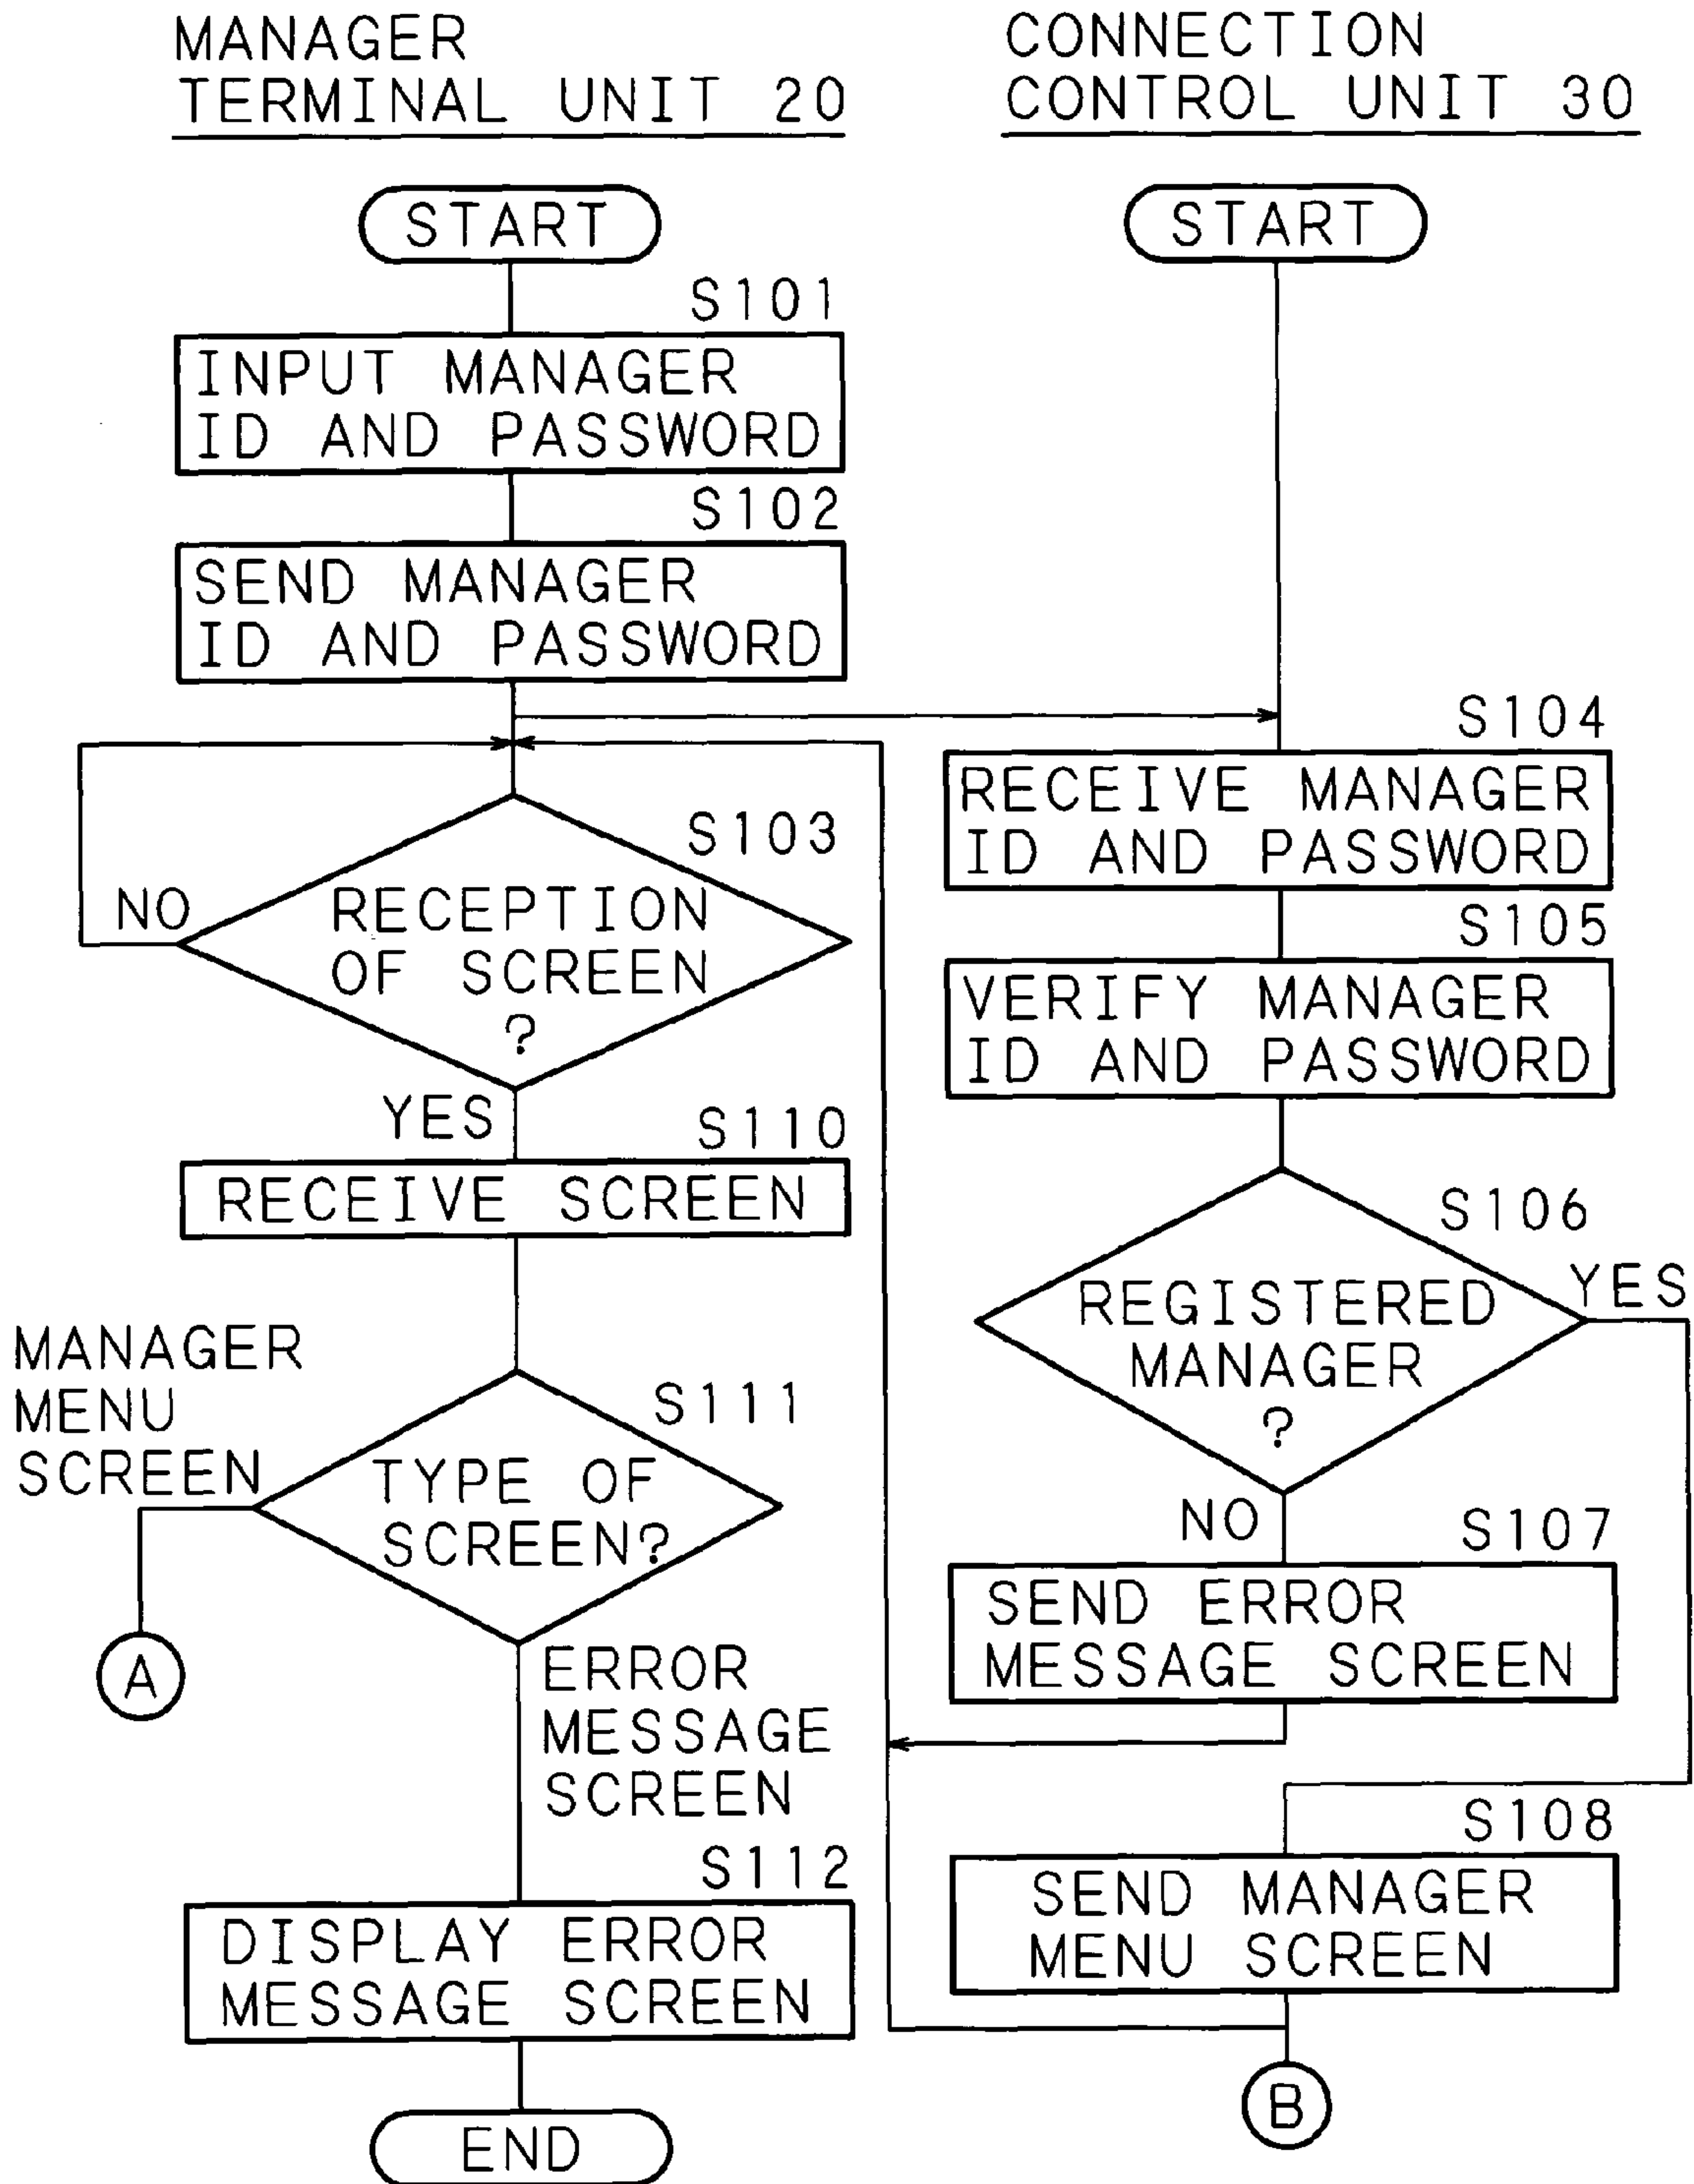 MANAGER
TERMINAL UNIT 20
START
S101
INPUT MANAGER
ID AND PASSWORD
S102
SEND MANAGER
ID AND PASSWORD
S103
NO
RECEPTION
OF SCREEN
?
YES
S110
RECEIVE SCREEN
MANAGER
MENU
SCREEN
S111
TYPE OF
SCREEN?
A
ERROR
MESSAGE
SCREEN
S112
DISPLAY ERROR
MESSAGE SCREEN
END
CONNECTION
CONTROL UNIT 30
START
S104
RECEIVE MANAGER
ID AND PASSWORD
S105
VERIFY MANAGER
ID AND PASSWORD
S106
YES
REGISTERED
MANAGER
?
NO
S107
SEND ERROR
MESSAGE SCREEN
S108
SEND MANAGER
MENU SCREEN
B